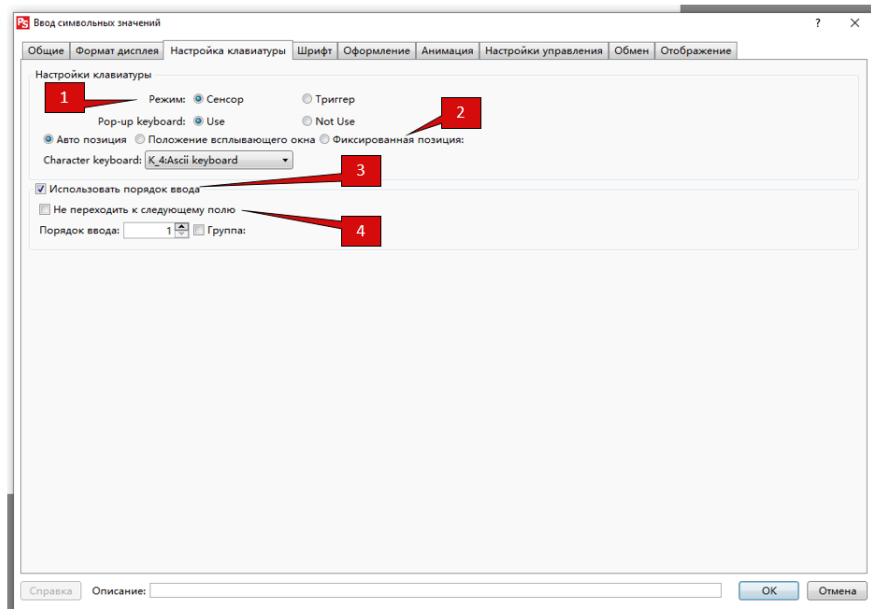 PS Ввод символьных значений ? ×
Общие Формат дисплея Настройка клавиатуры Шрифт Оформление Анимация Настройки управления Обмен Отображение
Настройки клавиатуры
1 Режим: Сенсор Триггер 2
Pop-up keyboard: Use Not Use
Авто позиция Положение всплывающего окна Фиксированная позиция:
Character keyboard: K_4:Ascii keyboard
3
Использовать порядок ввода
Не переходить к следующему полю
Порядок ввода: 1 Группа: 4
Справка Описание: OK Отмена